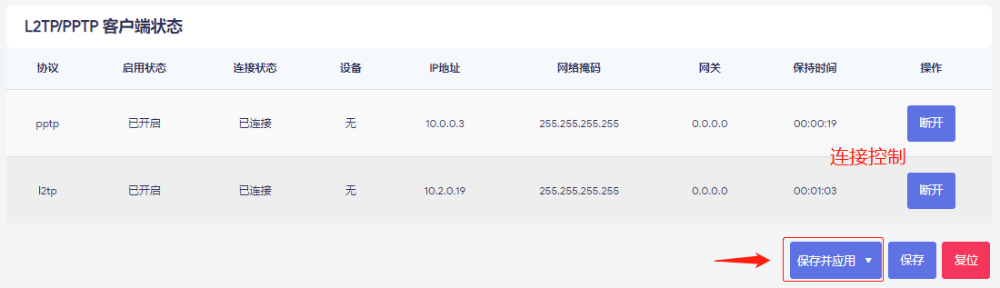 L2TP/PPTP 客户端状态
协议 启用状态 连接状态 设备 IP地址 网络掩码 网关 保持时间 操作
pptp 已开启 已连接 无 10.0.0.3 255.255.255.255 0.0.0.0 00:00:19 断开
连接控制
l2tp 已开启 已连接 无 10.2.0.19 255.255.255.255 0.0.0.0 00:01:03 断开
保存并应用 保存 复位